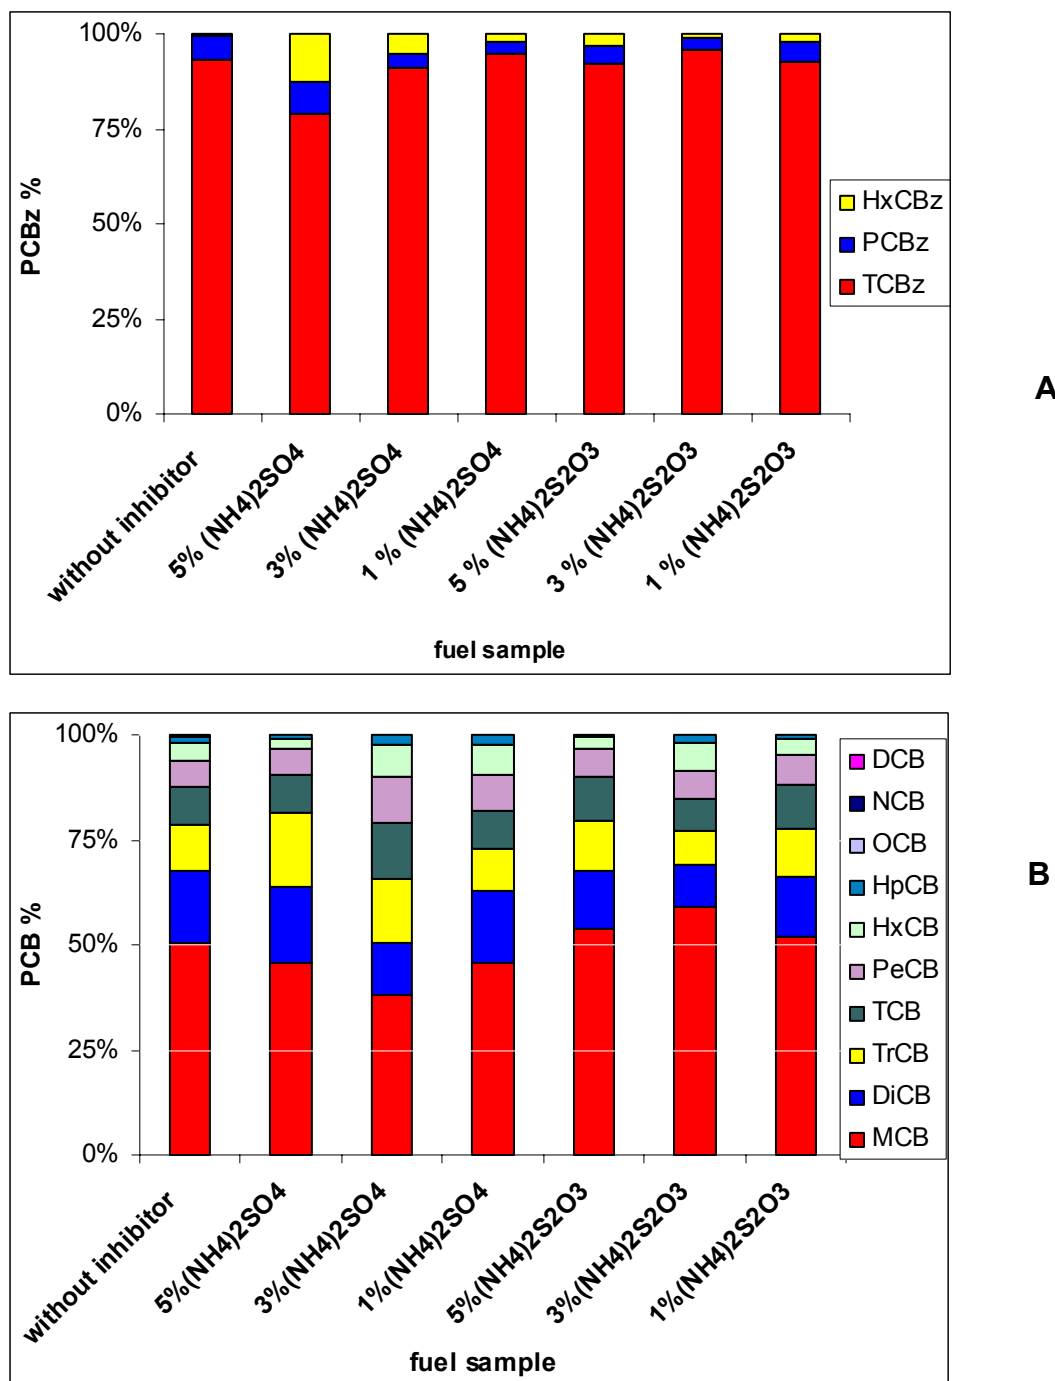 100%
75%
50%
25%
0%
PCBz %
HxCBz
PCBz
TCBz
without inhibitor
5% (NH4)2SO4
3% (NH4)2SO4
1 % (NH4)2SO4
5 % (NH4)2S2O3
3 % (NH4)2S2O3
1 % (NH4)2S2O3
fuel sample
A
100%
75%
50%
25%
0%
PCB %
DCB
NCB
OCB
HpCB
HxCB
PeCB
TCB
TrCB
DiCB
MCB
without inhibitor
5%(NH4)2SO4
3%(NH4)2SO4
1%(NH4)2SO4
5%(NH4)2S2O3
3%(NH4)2S2O3
1%(NH4)2S2O3
fuel sample
B